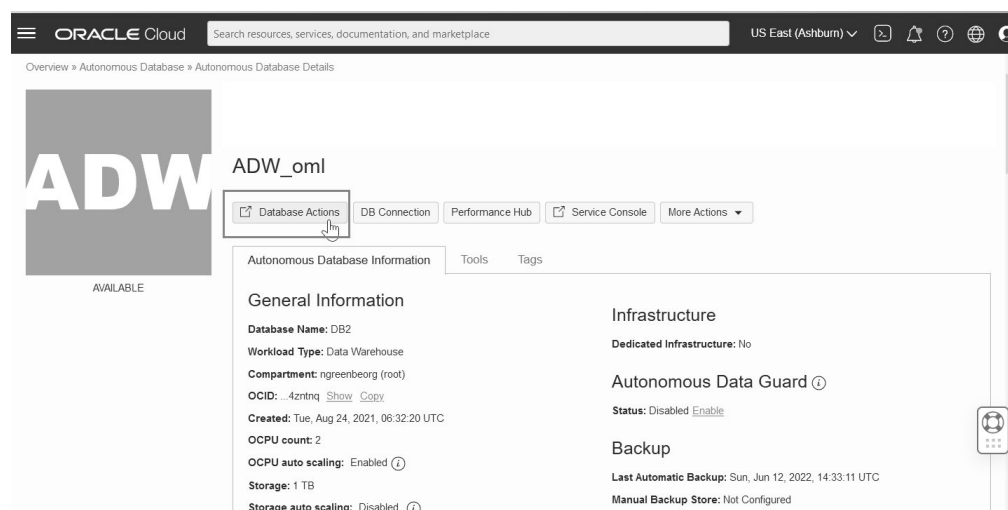 ORACLE Cloud
Search resources, services, documentation, and marketplace
US East (Ashburn)
Overview » Autonomous Database » Autonomous Database Details
ADW
AVAILABLE
ADW_oml
Database Actions
DB Connection
Performance Hub
Service Console
More Actions
Autonomous Database Information
Tools
Tags
General Information
Database Name: DB2
Workload Type: Data Warehouse
Compartment: ngreenbeorg (root)
OCID: ...4zntnq Show Copy
Created: Tue, Aug 24, 2021, 06:32:20 UTC
OCPU count: 2
OCPU auto scaling: Enabled
Storage: 1 TB
Storage auto scaling: Disabled
Infrastructure
Dedicated Infrastructure: No
Autonomous Data Guard
Status: Disabled Enable
Backup
Last Automatic Backup: Sun, Jun 12, 2022, 14:33:11 UTC
Manual Backup Store: Not Configured